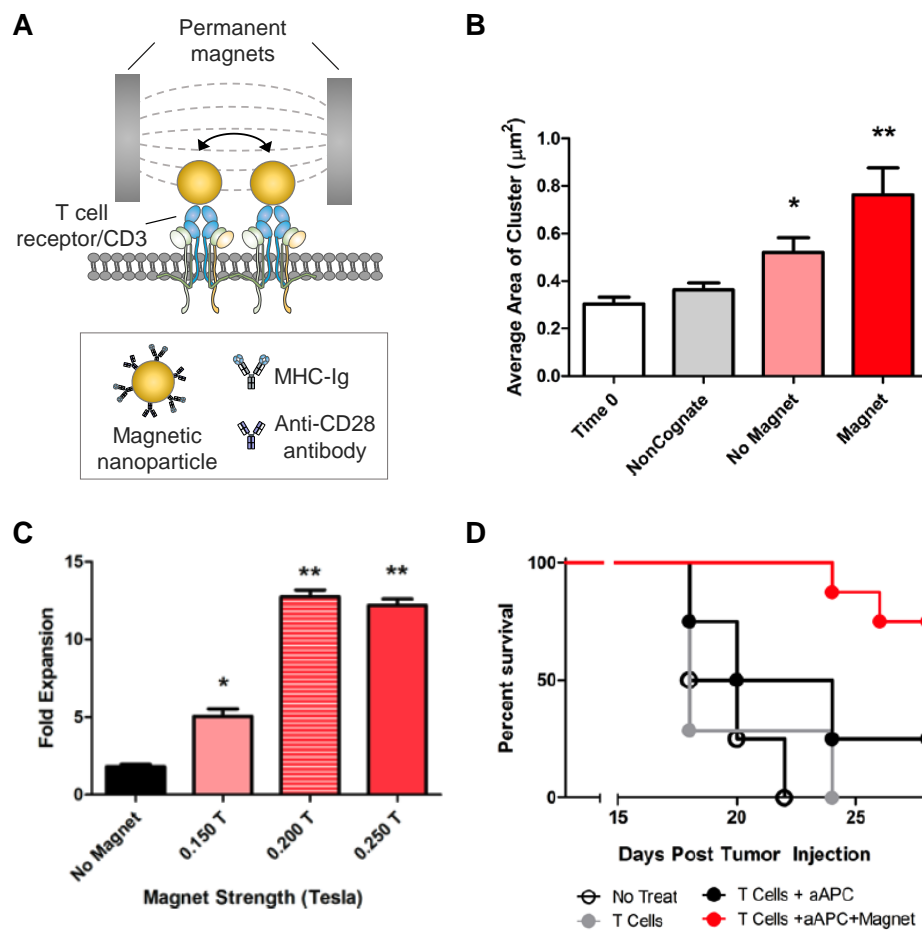 A
Permanent
magnets
T cell
receptor/CD3
MHC-Ig
Magnetic
nanoparticle
Anti-CD28
antibody
B
Average Area of Cluster (μm²)
1.0
0.8
0.6
0.4
0.2
0.0
*
**
Time 0
NonCognate
No Magnet
Magnet
C
Fold Expansion
15
10
5
0
*
**
**
No Magnet
0.150 T
0.200 T
0.250 T
Magnet Strength (Tesla)
D
Percent survival
100
50
0
15
20
25
Days Post Tumor Injection
No Treat
T Cells + aAPC
T Cells
T Cells +aAPC+Magnet